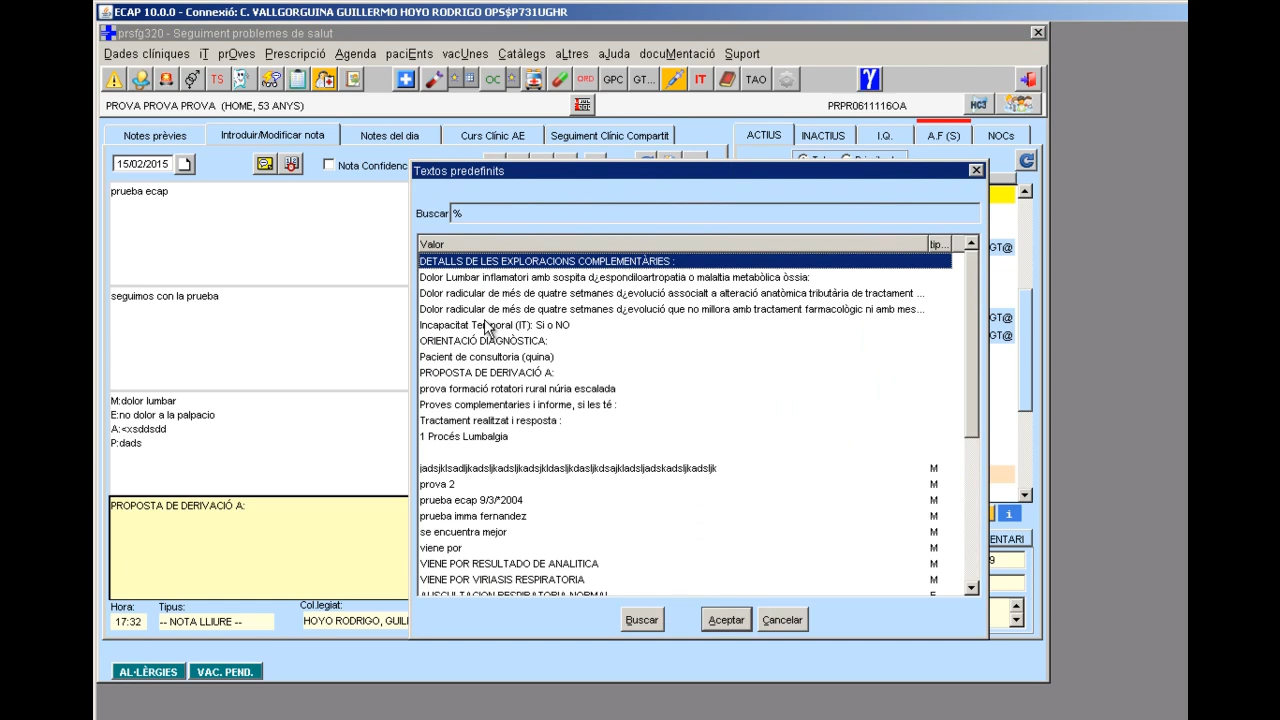 ECAP 10.0.0 - Connexió: C. VALLGORGUINA GUILLERMO HOYO RODRIGO OPS$P731UGHR
prsfg320 - Seguiment problemes de salut
Dades clíniques iT prOves Prescripció Agenda paciEnts vacUnes Catàlegs aLtres aJuda docuMentació Suport
TS OC ORD GPC GT... IT TAO γ
PROVA PROVA PROVA (HOME, 53 ANYS) PRPR0611116OA HC3
Notes prèvies Introduir/Modificar nota Notes del dia Curs Clínic AE Seguiment Clínic Compartit ACTIUS INACTIUS I.Q. A.F (S) NOCs
15/02/2015 Nota Confidenc
Textos predefinits
prueba ecap
Buscar %
Valor tip...
DETALLS DE LES EXPLORACIONS COMPLEMENTÀRIES :
GT@
Dolor Lumbar inflamatori amb sospita d¿espondiloartropatia o malaltia metabòlica òssia:
Dolor radicular de més de quatre setmanes d¿evolució associalt a alteració anatòmica tributària de tractament ...
seguimos con la prueba
Dolor radicular de més de quatre setmanes d¿evolució que no millora amb tractament farmacològic ni amb mes...
GT@
Incapacitat Temporal (IT): Si o NO
GT@
ORIENTACIÓ DIAGNÒSTICA:
Pacient de consultoria (quina)
PROPOSTA DE DERIVACIÓ A:
prova formació rotatori rural núria escalada
M:dolor lumbar
Proves complementaries i informe, si les té :
E:no dolor a la palpacio
Tractament realitzat i resposta :
A:<xsddsdd
1 Procés Lumbalgia
P:dads
jadsjklsadljkadsljkadsljkadsjkldasljkdasljkdsajkladsljadskadsljkadsljk M
prova 2 M
prueba ecap 9/3/*2004 M
PROPOSTA DE DERIVACIÓ A:
prueba imma fernandez M
i
se encuentra mejor M
ENTARI
viene por M
VIENE POR RESULTADO DE ANALITICA M
9
VIENE POR VIRIASIS RESPIRATORIA M
AUSCULTACION RESPIRATORIA NORMAL E
Hora: Tipus: Col.legiat:
17:32 -- NOTA LLIURE -- HOYO RODRIGO, GUIL
Buscar Aceptar Cancelar
AL·LÈRGIES VAC. PEND.